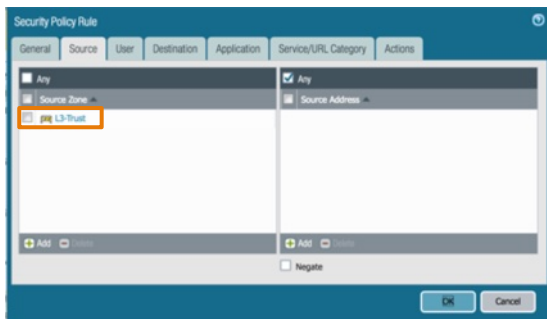 Security Policy Rule
General Source User Destination Application Service/URL Category Actions
Any
Source Zone
L3-Trust
Add Delete
Any
Source Address
Add Delete
Negate
OK Cancel